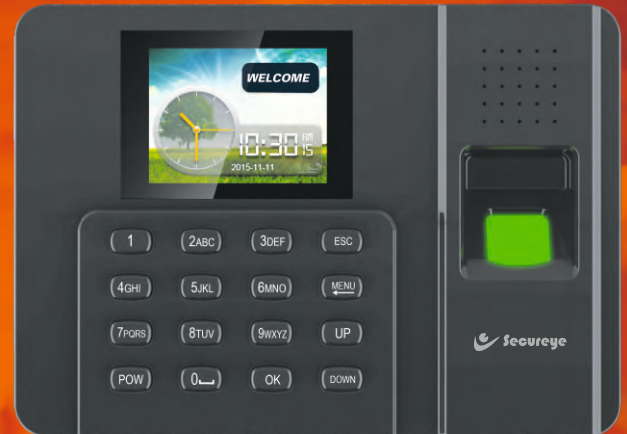 WELCOME
10:30 AM 15
2015-11-11
1 2ABC 3DEF ESC
4GHI 5JKL 6MNO MENU
7PQRS 8TUV 9WXYZ UP
POW 0 OK DOWN
Secureye